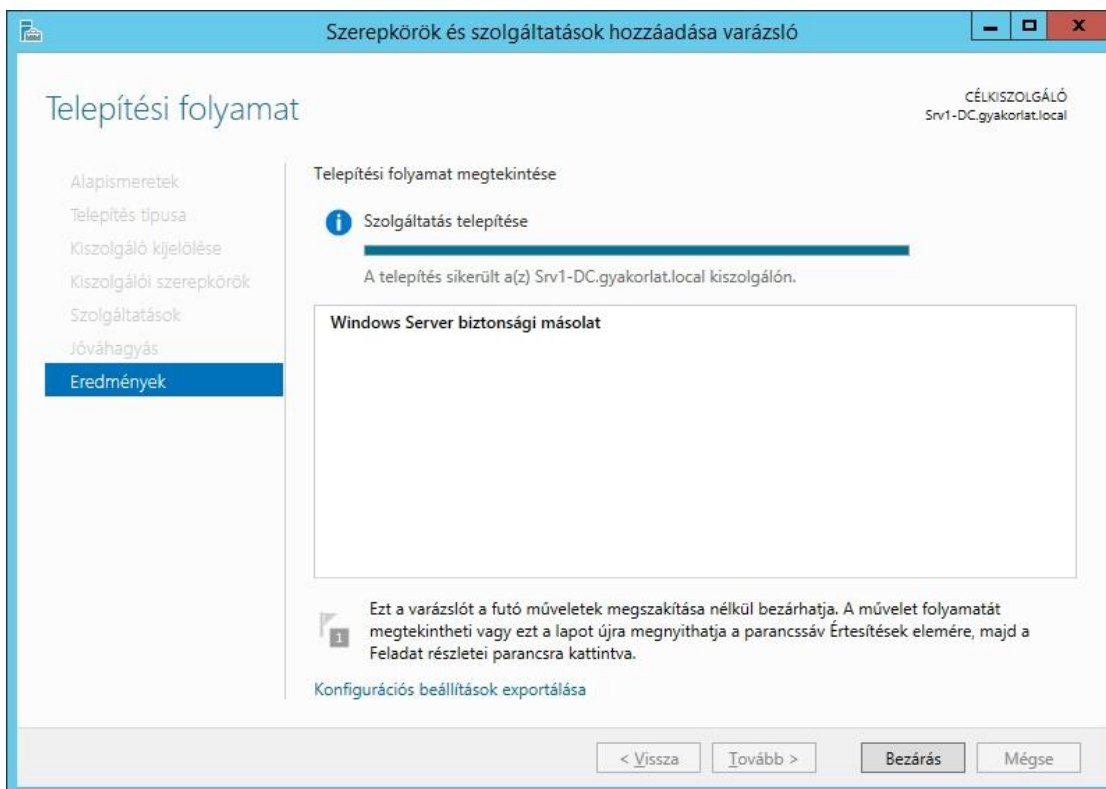 Szerepkörök és szolgáltatások hozzáadása varázsló
Telepítési folyamat
CÉLKISZOLGÁLÓ
Srv1-DC.gyakorlat.local
Alapismeretek
Telepítés típusa
Kiszolgáló kijelölése
Kiszolgálói szerepkörök
Szolgáltatások
Jóváhagyás
Eredmények
Telepítési folyamat megtekintése
Szolgáltatás telepítése
A telepítés sikerült a(z) Srv1-DC.gyakorlat.local kiszolgálón.
Windows Server biztonsági másolat
1
Ezt a varázslót a futó műveletek megszakítása nélkül bezárhatja. A művelet folyamatát
megtekintheti vagy ezt a lapot újra megnyithatja a parancssáv Értesítések elemére, majd a
Feladat részletei parancsra kattintva.
Konfigurációs beállítások exportálása
< Vissza
Tovább >
Bezárás
Mégse